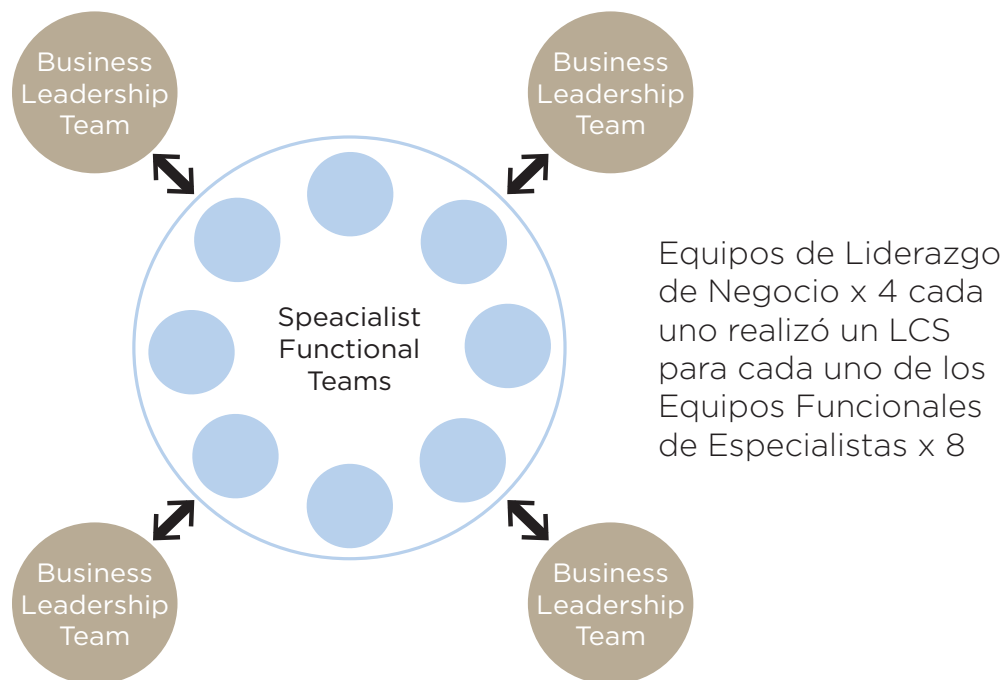 Business
Leadership
Team
Business
Leadership
Team
Speacialist
Functional
Teams
Equipos de Liderazgo
de Negocio x 4 cada
uno realizó un LCS
para cada uno de los
Equipos Funcionales
de Especialistas x 8
Business
Leadership
Team
Business
Leadership
Team